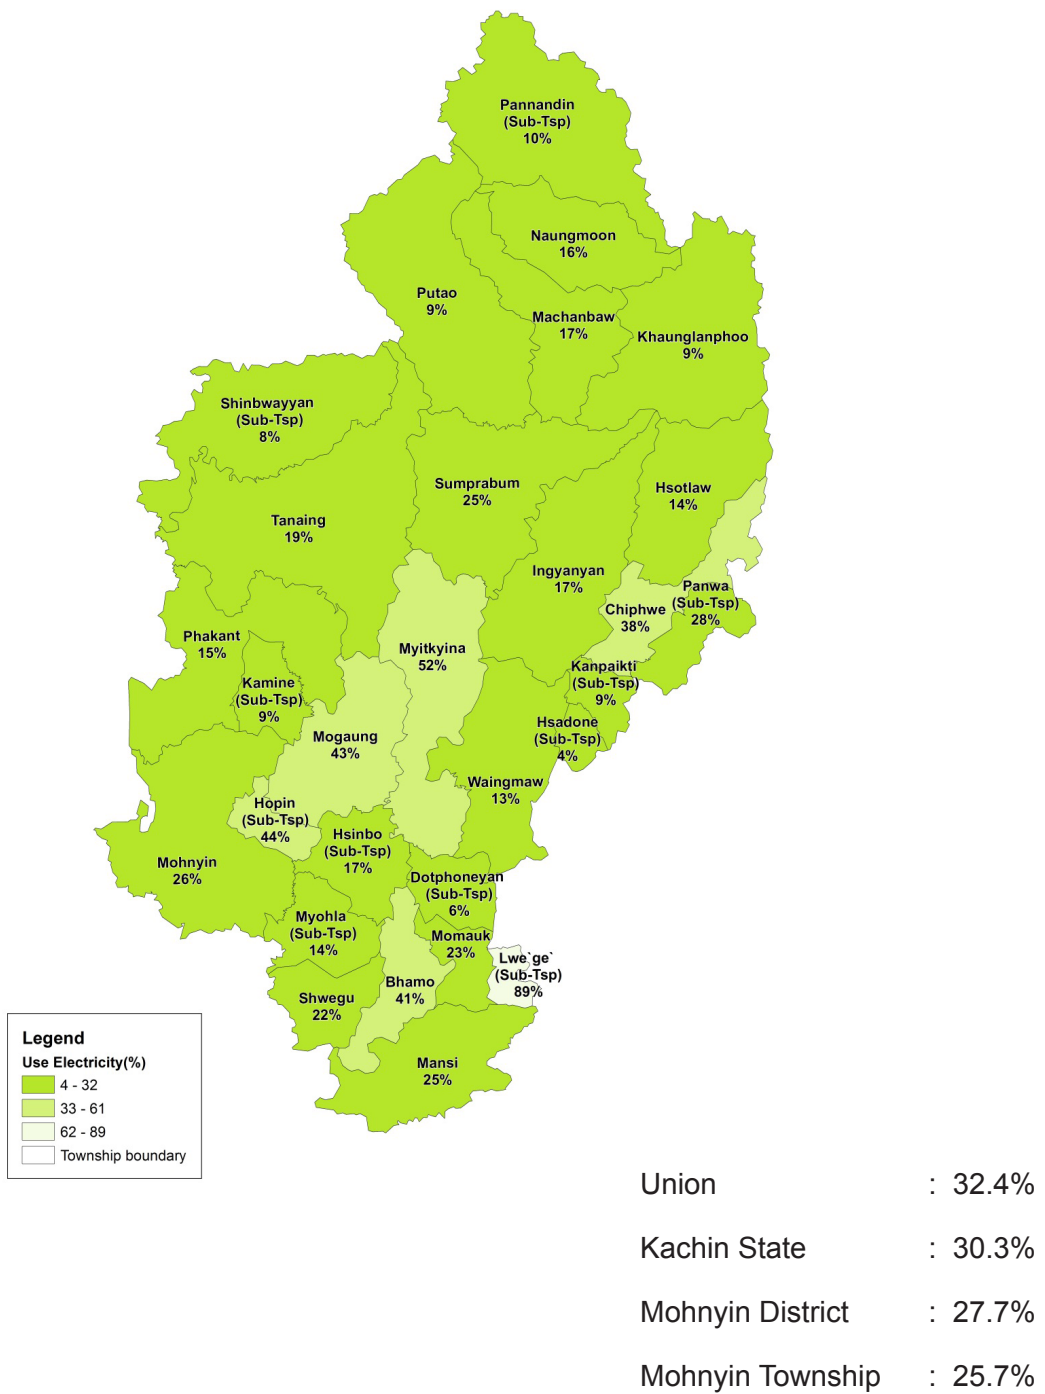 Pannandin
(Sub-Tsp)
10%
Naungmoon
16%
Putao
9%
Machanbaw
17%
Khaunglanphoo
9%
Shinbwayyan
(Sub-Tsp)
8%
Sumprabum
25%
Hsotlaw
14%
Tanaing
19%
Ingyanyan
17%
Panwa
(Sub-Tsp)
28%
Chiphwe
38%
Phakant
15%
Myitkyina
52%
Kanpaikti
(Sub-Tsp)
9%
Kamine
(Sub-Tsp)
9%
Hsadone
(Sub-Tsp)
4%
Mogaung
43%
Waingmaw
13%
Hopin
(Sub-Tsp)
44%
Hsinbo
(Sub-Tsp)
17%
Mohnyin
26%
Dotphoneyan
(Sub-Tsp)
6%
Myohla
(Sub-Tsp)
14%
Momauk
23%
Lwe`ge`
(Sub-Tsp)
89%
Bhamo
41%
Shwegu
22%
Mansi
25%
Legend
Use Electricity(%)
4 - 32
33 - 61
62 - 89
Township boundary
Union : 32.4%
Kachin State : 30.3%
Mohnyin District : 27.7%
Mohnyin Township : 25.7%